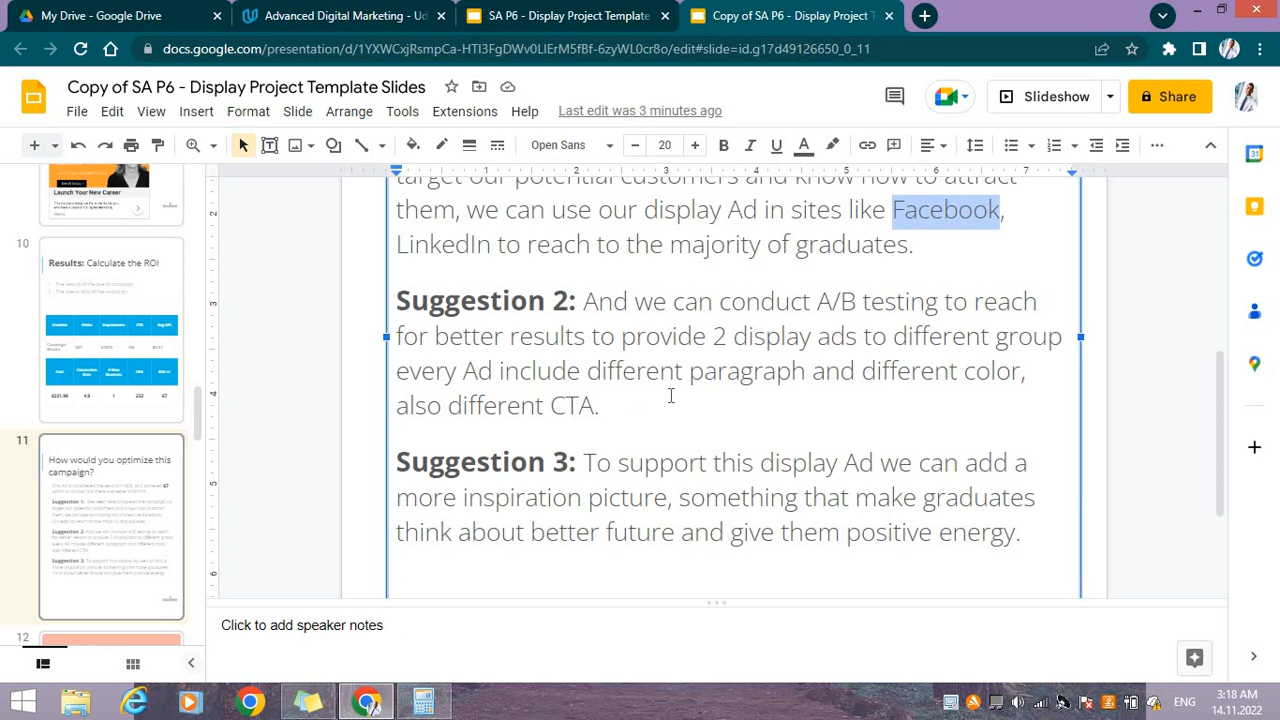 My Drive - Google Drive
Advanced Digital Marketing - Ud
SA P6 - Display Project Template
Copy of SA P6 - Display Project T
docs.google.com/presentation/d/1YXWCxjRsmpCa-HTI3FgDWv0LIErM5fBf-6zyWL0cr8o/edit#slide=id.g17d49126650_0_11
Copy of SA P6 - Display Project Template Slides
Slideshow
Share
File Edit View Insert Format Slide Arrange Tools Extensions Help Last edit was 3 minutes ago
Open Sans
20
target our potential customers and know how to attract
them, we can use our display Ad in sites like Facebook,
LinkedIn to reach to the majority of graduates.
Suggestion 2: And we can conduct A/B testing to reach
for better results to provide 2 display ads to different group
every Ad include different paragraph and different color,
also different CTA.
Suggestion 3: To support this display Ad we can add a
more inspiration picture, something to make graduates
think about better future and give them positive energy.
Click to add speaker notes
Launch Your New Career
10
Results: Calculate the ROI
11
How would you optimize this
campaign?
12
ENG
3:18 AM
14.11.2022